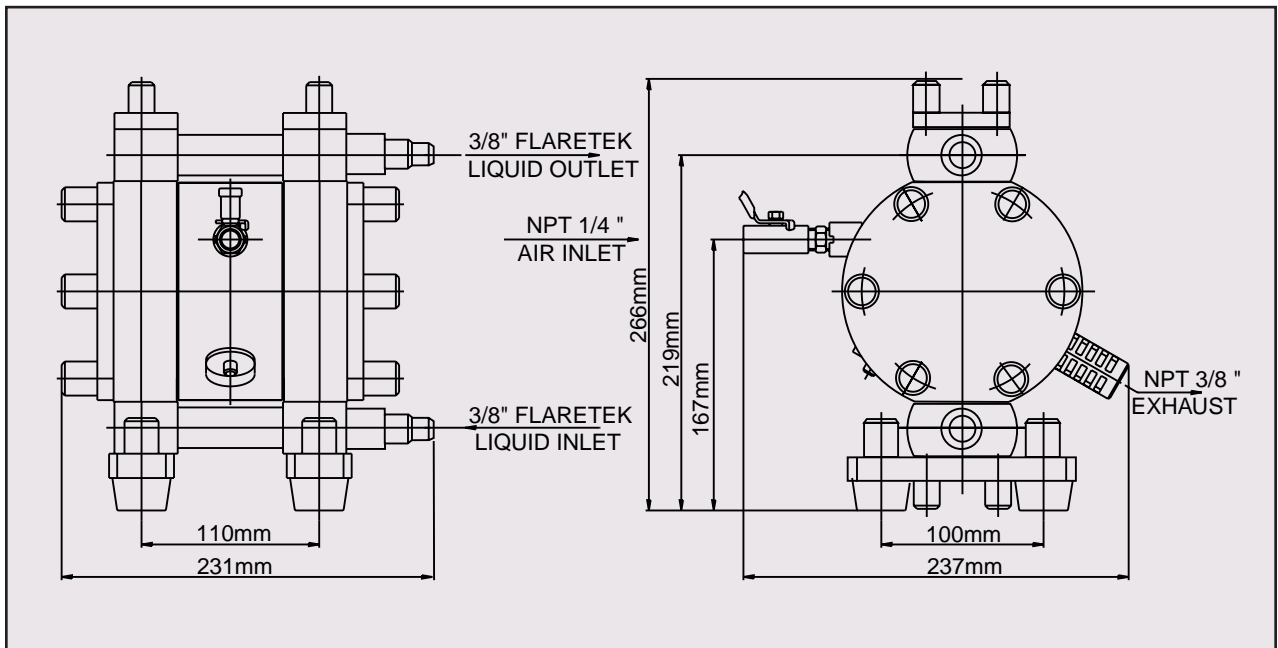 3/8" FLARETEK
LIQUID OUTLET
NPT 1/4 "
AIR INLET
3/8" FLARETEK
LIQUID INLET
110mm
231mm
266mm
219mm
167mm
NPT 3/8 "
EXHAUST
100mm
237mm